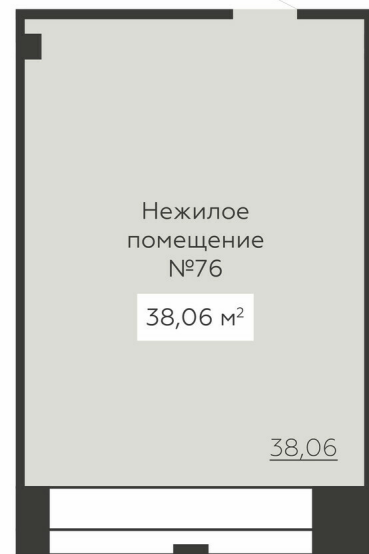 Нежилое
помещение
№76
38,06 м²
38,06